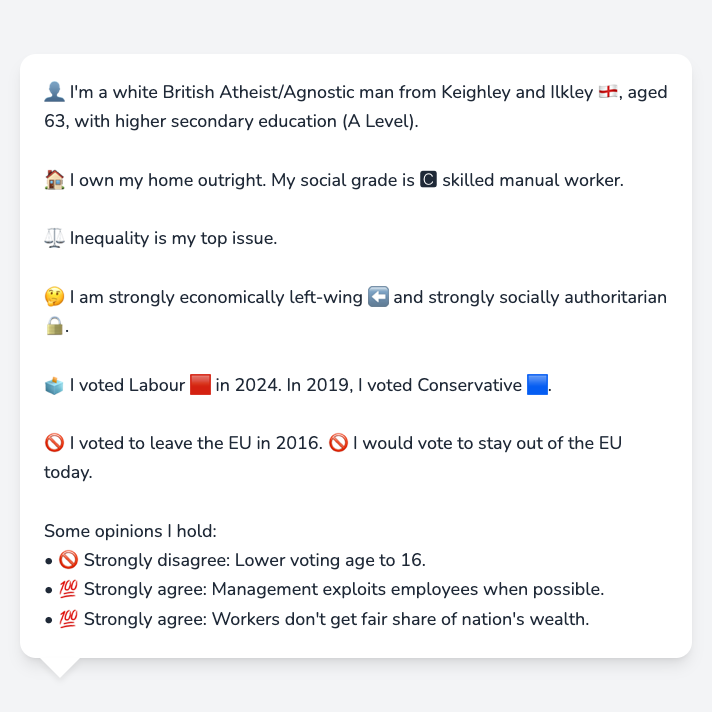 👤 I'm a white British Atheist/Agnostic man from Keighley and Ilkley 🏴󠁧󠁢󠁥󠁮󠁧󠁿, aged
63, with higher secondary education (A Level).
🏠 I own my home outright. My social grade is 🅲 skilled manual worker.
⚖️ Inequality is my top issue.
🤔 I am strongly economically left-wing ⬅️ and strongly socially authoritarian
🔒.
🗳️ I voted Labour 🟥 in 2024. In 2019, I voted Conservative 🟦.
🚫 I voted to leave the EU in 2016. 🚫 I would vote to stay out of the EU
today.
Some opinions I hold:
• 🚫 Strongly disagree: Lower voting age to 16.
• 💯 Strongly agree: Management exploits employees when possible.
• 💯 Strongly agree: Workers don't get fair share of nation's wealth.